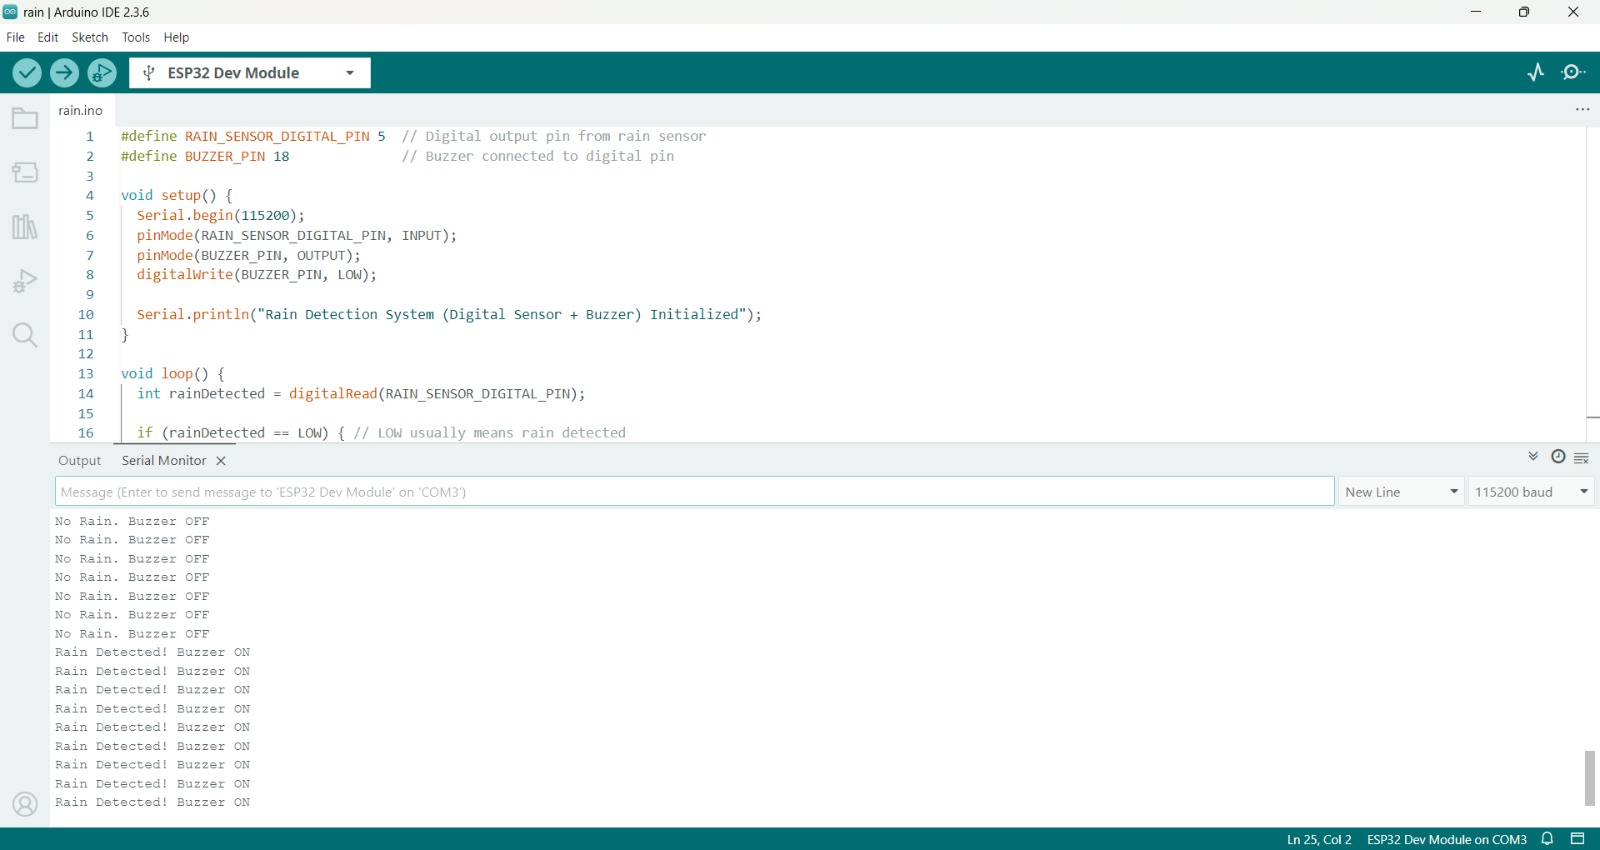 rain | Arduino IDE 2.3.6
File Edit Sketch Tools Help
ESP32 Dev Module
rain.ino
1 #define RAIN_SENSOR_DIGITAL_PIN 5 // Digital output pin from rain sensor
2 #define BUZZER_PIN 18 // Buzzer connected to digital pin
3
4 void setup() {
5 Serial.begin(115200);
6 pinMode(RAIN_SENSOR_DIGITAL_PIN, INPUT);
7 pinMode(BUZZER_PIN, OUTPUT);
8 digitalWrite(BUZZER_PIN, LOW);
9
10 Serial.println("Rain Detection System (Digital Sensor + Buzzer) Initialized");
11 }
12
13 void loop() {
14 int rainDetected = digitalRead(RAIN_SENSOR_DIGITAL_PIN);
15
16 if (rainDetected == LOW) { // LOW usually means rain detected
Output Serial Monitor
Message (Enter to send message to 'ESP32 Dev Module' on 'COM3') New Line 115200 baud
No Rain. Buzzer OFF
No Rain. Buzzer OFF
No Rain. Buzzer OFF
No Rain. Buzzer OFF
No Rain. Buzzer OFF
No Rain. Buzzer OFF
No Rain. Buzzer OFF
Rain Detected! Buzzer ON
Rain Detected! Buzzer ON
Rain Detected! Buzzer ON
Rain Detected! Buzzer ON
Rain Detected! Buzzer ON
Rain Detected! Buzzer ON
Rain Detected! Buzzer ON
Rain Detected! Buzzer ON
Rain Detected! Buzzer ON
Ln 25, Col 2 ESP32 Dev Module on COM3